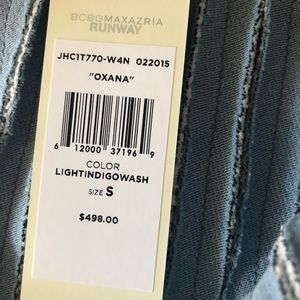 BCBGMAXAZRIA
RUNWAY
JHC1T770-W4N 022015
"OXANA"
6 12000 37196 9
COLOR
LIGHTINDIGOWASH
SIZE S
$498.00